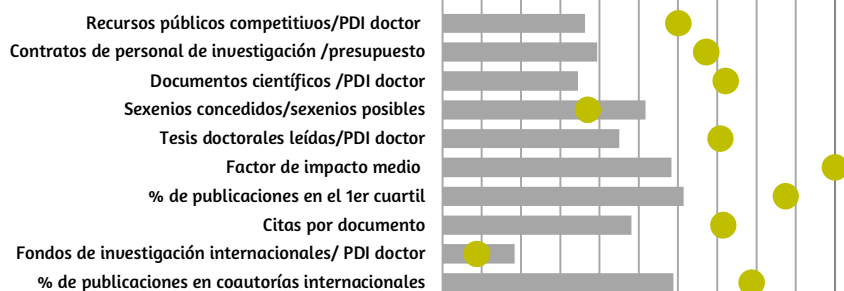 Recursos públicos competitivos/PDI doctor
Contratos de personal de investigación /presupuesto
Documentos científicos /PDI doctor
Sexenios concedidos/sexenios posibles
Tesis doctorales leídas/PDI doctor
Factor de impacto medio
% de publicaciones en el 1er cuartil
Citas por documento
Fondos de investigación internacionales/ PDI doctor
% de publicaciones en coautorías internacionales